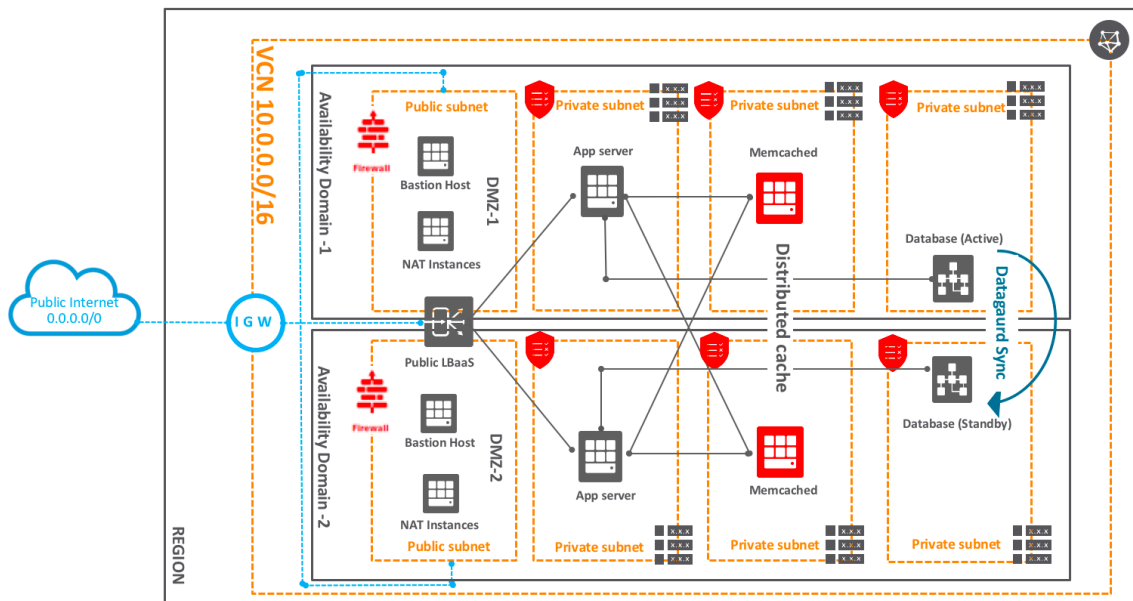 VCN 10.0.0.0/16
REGION
Public Internet
0.0.0.0/0
I G W
Availability Domain -1
Public subnet
Firewall
Bastion Host
NAT Instances
DMZ-1
Private subnet
App server
Private subnet
Memcached
Private subnet
Database (Active)
x.x.x
x.x.x
x.x.x
x.x.x
x.x.x
x.x.x
x.x.x
x.x.x
x.x.x
Public LBaaS
Distributed cache
Datagaurd Sync
Availability Domain -2
Firewall
Bastion Host
NAT Instances
DMZ-2
Public subnet
App server
Private subnet
Memcached
Private subnet
Database (Standby)
Private subnet
x.x.x
x.x.x
x.x.x
x.x.x
x.x.x
x.x.x
x.x.x
x.x.x
x.x.x